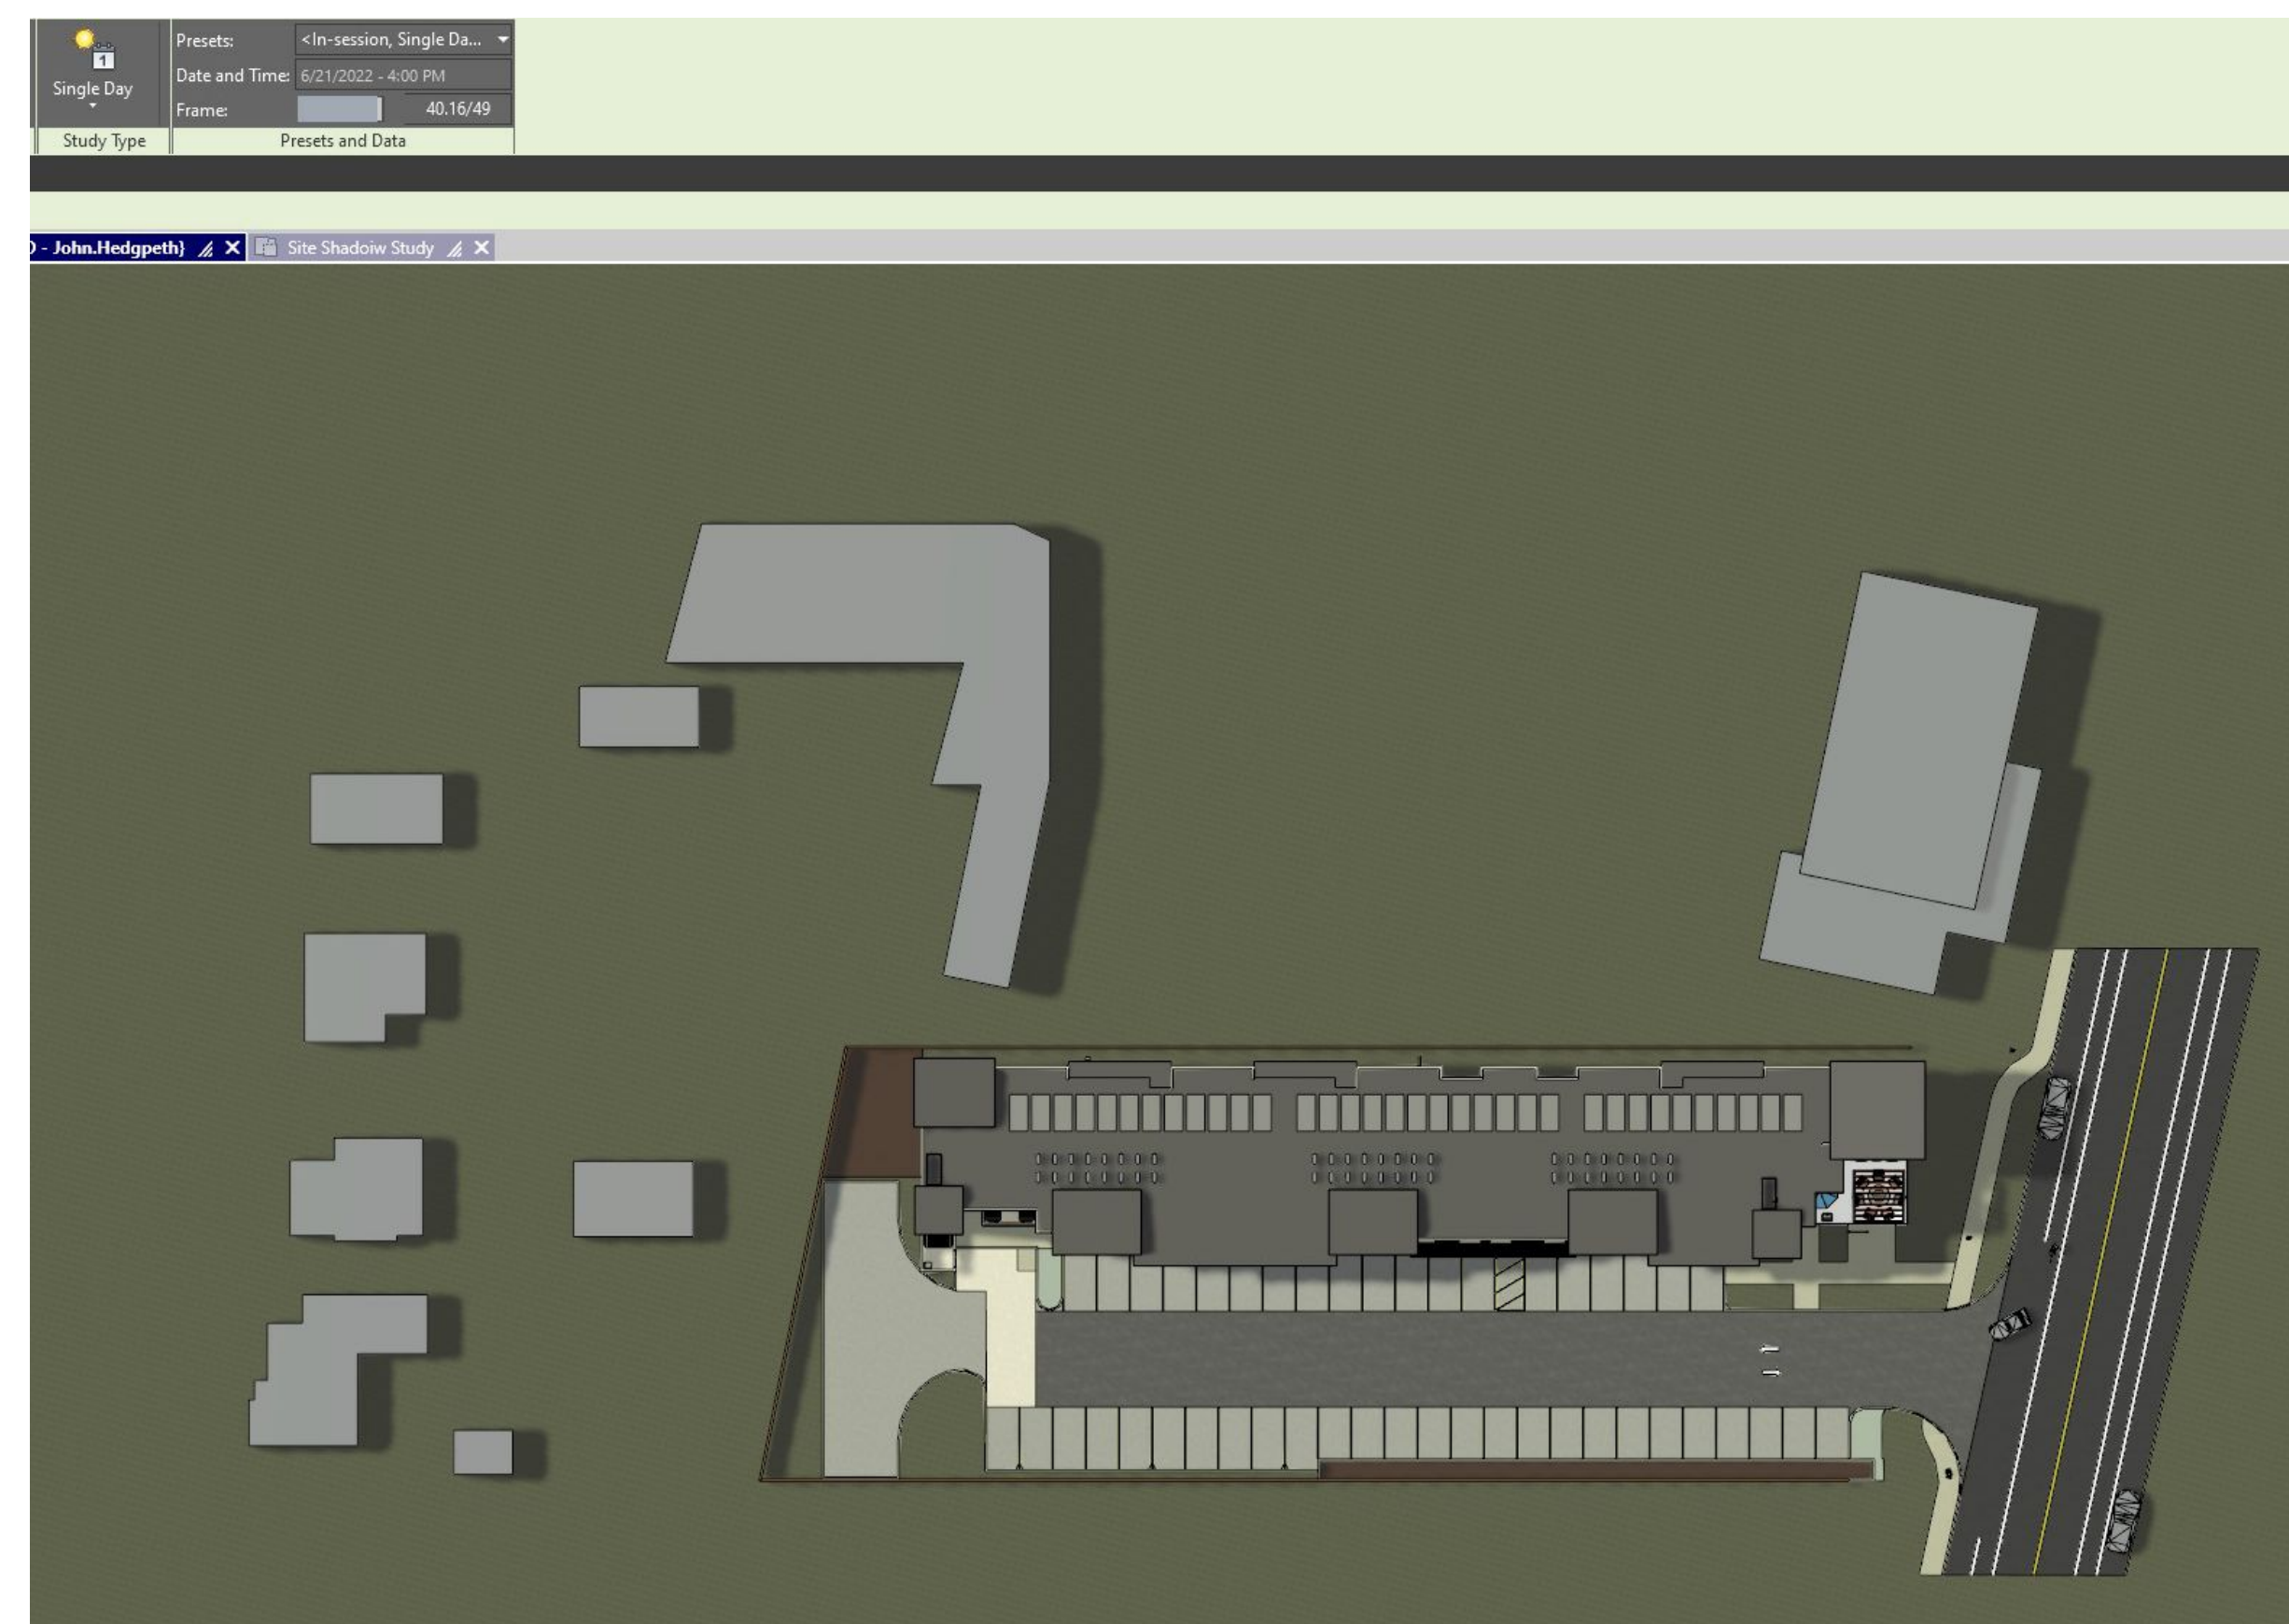 Presets:
<In-session, Single Da...
1
Single Day
Date and Time:
6/21/2022 - 4:00 PM
Frame:
40.16/49
Study Type
Presets and Data
- John.Hedgpeth}
Site Shadoiw Study